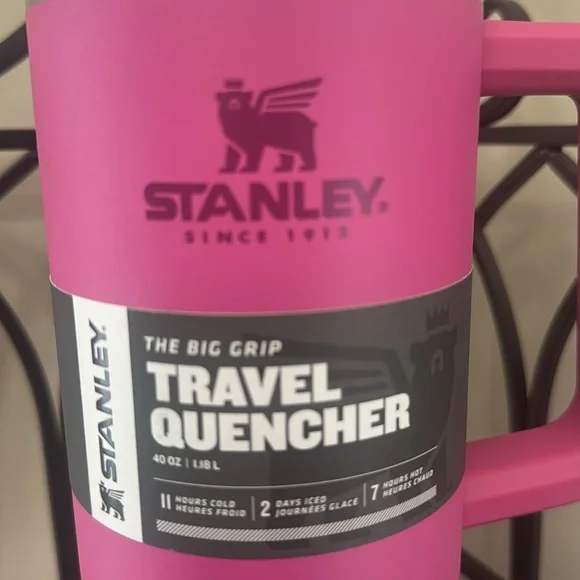 STANLEY.
SINCE 1913
STANLEY.
THE BIG GRIP
TRAVEL
QUENCHER
40 OZ | 1.18 L
11 HOURS COLD
HEURES FROID
2 DAYS ICED
JOURNÉES GLACÉ
7 HOURS HOT
HEURES CHAUD